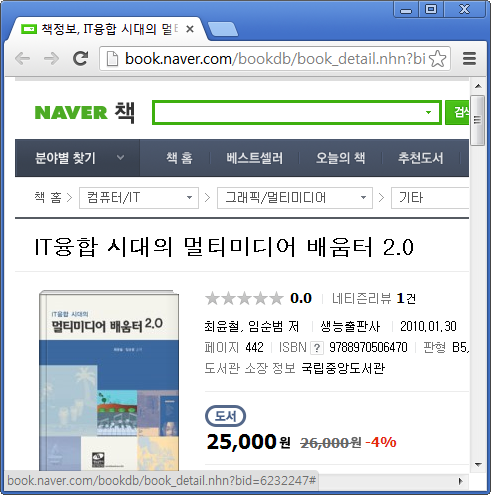 책정보, IT융합 시대의 멀티
book.naver.com/bookdb/book_detail.nhn?bi
NAVER 책
검색
분야별 찾기 책 홈 베스트셀러 오늘의 책 추천도서
책 홈 > 컴퓨터/IT > 그래픽/멀티미디어 > 기타
IT융합 시대의 멀티미디어 배움터 2.0
IT융합 시대의
멀티미디어 배움터 2.0
0.0 네티즌리뷰 1건
최윤철, 임순범 저 생능출판사 2010.01.30
페이지 442 ISBN ? 9788970506470 판형 B5,
도서관 소장 정보 국립중앙도서관
도서
25,000원 26,000원 -4%
book.naver.com/bookdb/book_detail.nhn?bid=6232247#